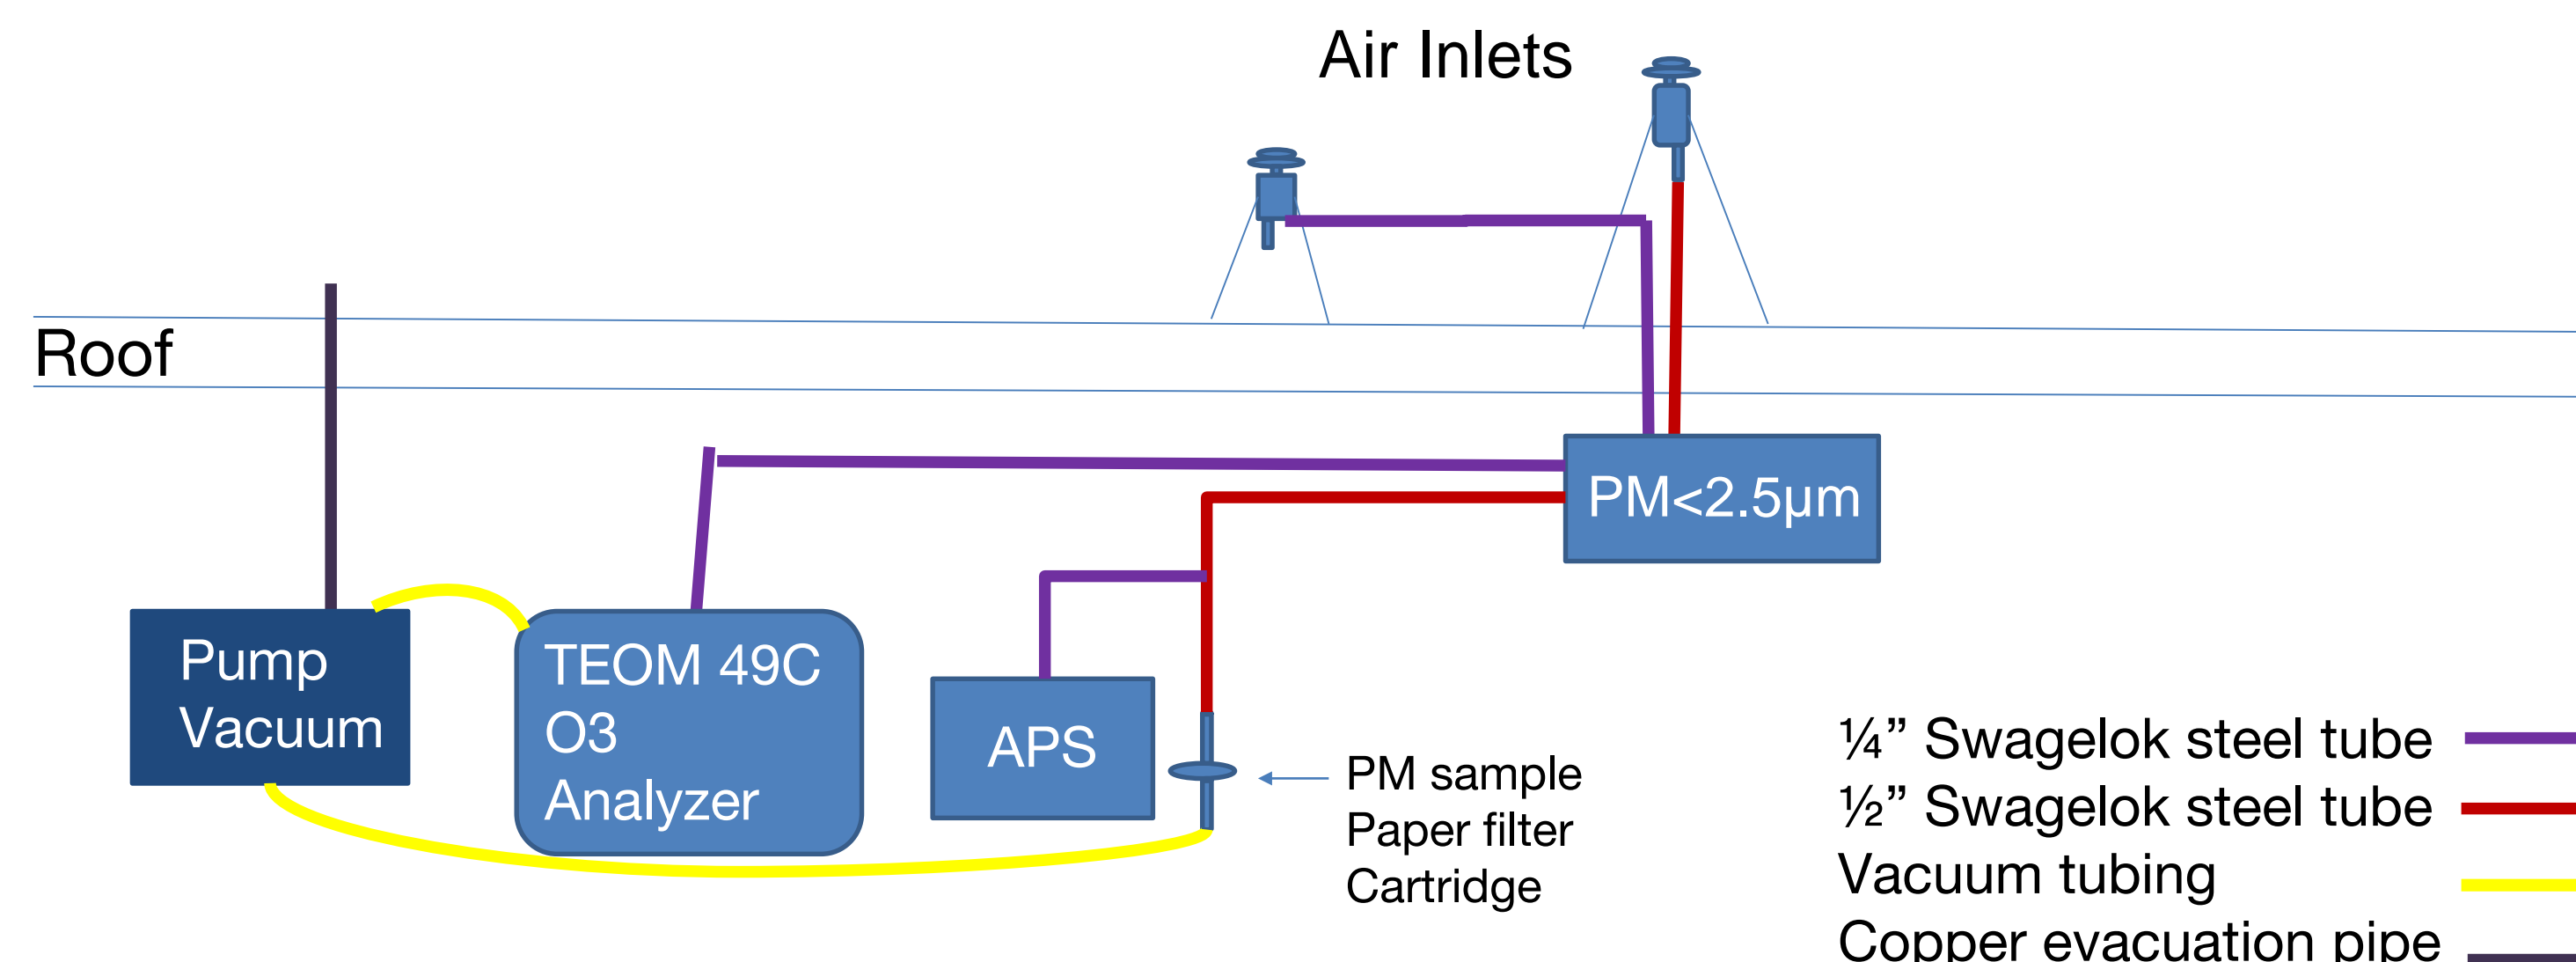 Air Inlets
Roof
PM<2.5µm
Pump
Vacuum
TEOM 49C
O3
Analyzer
APS
PM sample
Paper filter
Cartridge
¼” Swagelok steel tube
½” Swagelok steel tube
Vacuum tubing
Copper evacuation pipe